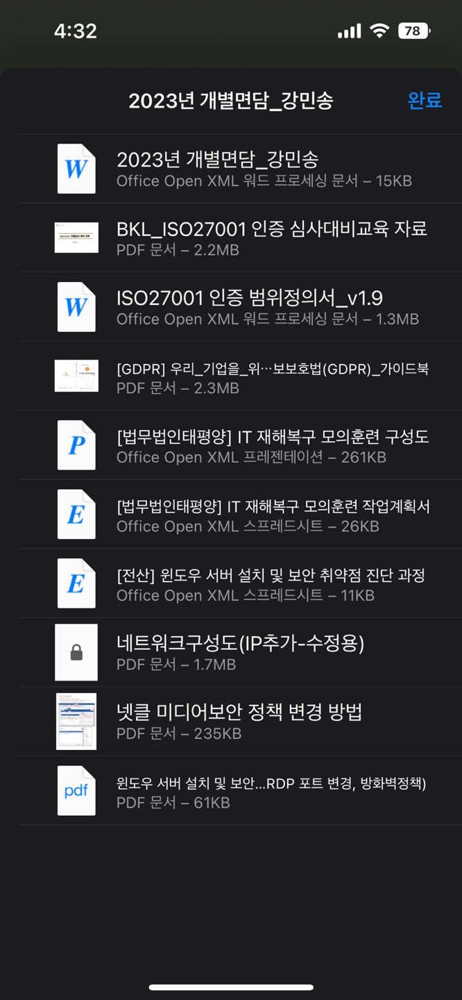 4:32
78
2023년 개별면담_강민송
완료
W
2023년 개별면담_강민송
Office Open XML 워드 프로세싱 문서 – 15KB
BKL_ISO27001 인증 심사대비교육 자료
PDF 문서 – 2.2MB
W
ISO27001 인증 범위정의서_v1.9
Office Open XML 워드 프로세싱 문서 – 1.3MB
[GDPR] 우리_기업을_위…보보호법(GDPR)_가이드북
PDF 문서 – 2.3MB
P
[법무법인태평양] IT 재해복구 모의훈련 구성도
Office Open XML 프레젠테이션 – 261KB
E
[법무법인태평양] IT 재해복구 모의훈련 작업계획서
Office Open XML 스프레드시트 – 26KB
E
[전산] 윈도우 서버 설치 및 보안 취약점 진단 과정
Office Open XML 스프레드시트 – 11KB
네트워크구성도(IP추가-수정용)
PDF 문서 – 1.7MB
넷클 미디어보안 정책 변경 방법
PDF 문서 – 235KB
pdf
윈도우 서버 설치 및 보안...RDP 포트 변경, 방화벽정책)
PDF 문서 – 61KB